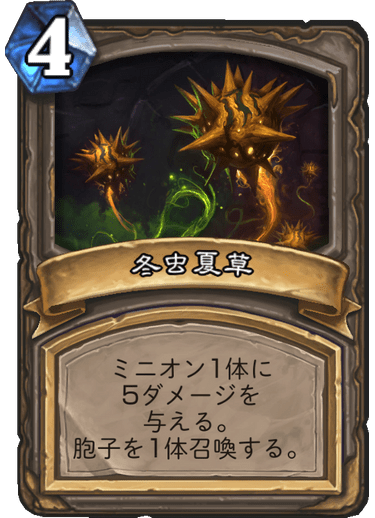 4
冬虫夏草
ミニオン1体に
5ダメージを
与える。
胞子を1体召喚する。